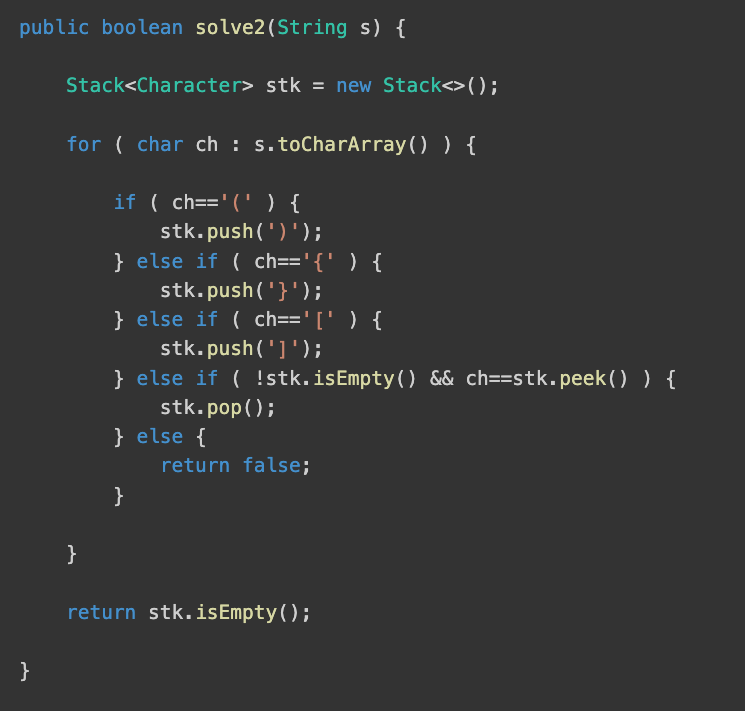 public boolean solve2(String s) {
    Stack<Character> stk = new Stack<>();
    for ( char ch : s.toCharArray() ) {
        if ( ch=='(' ) {
            stk.push(')');
        } else if ( ch=='{' ) {
            stk.push('}');
        } else if ( ch=='[' ) {
            stk.push(']');
        } else if ( !stk.isEmpty() && ch==stk.peek() ) {
            stk.pop();
        } else {
            return false;
        }
    }
    return stk.isEmpty();
}